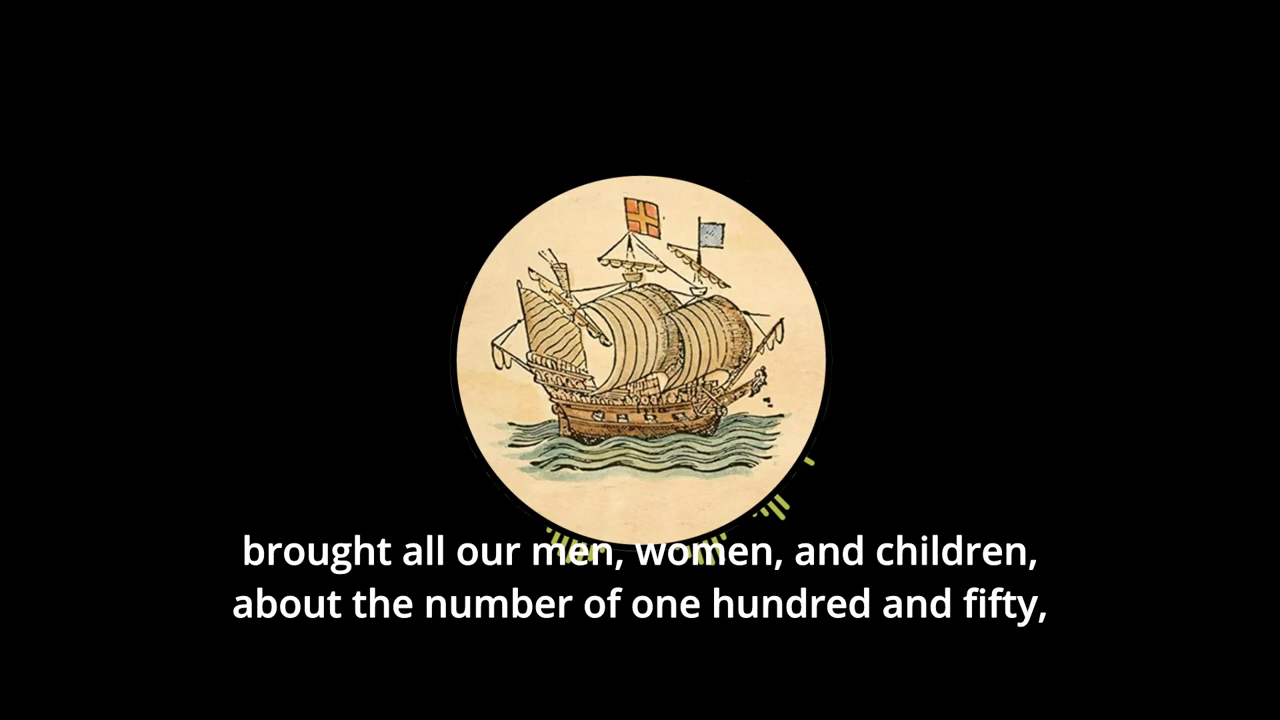 brought all our men, women, and children,
about the number of one hundred and fifty,